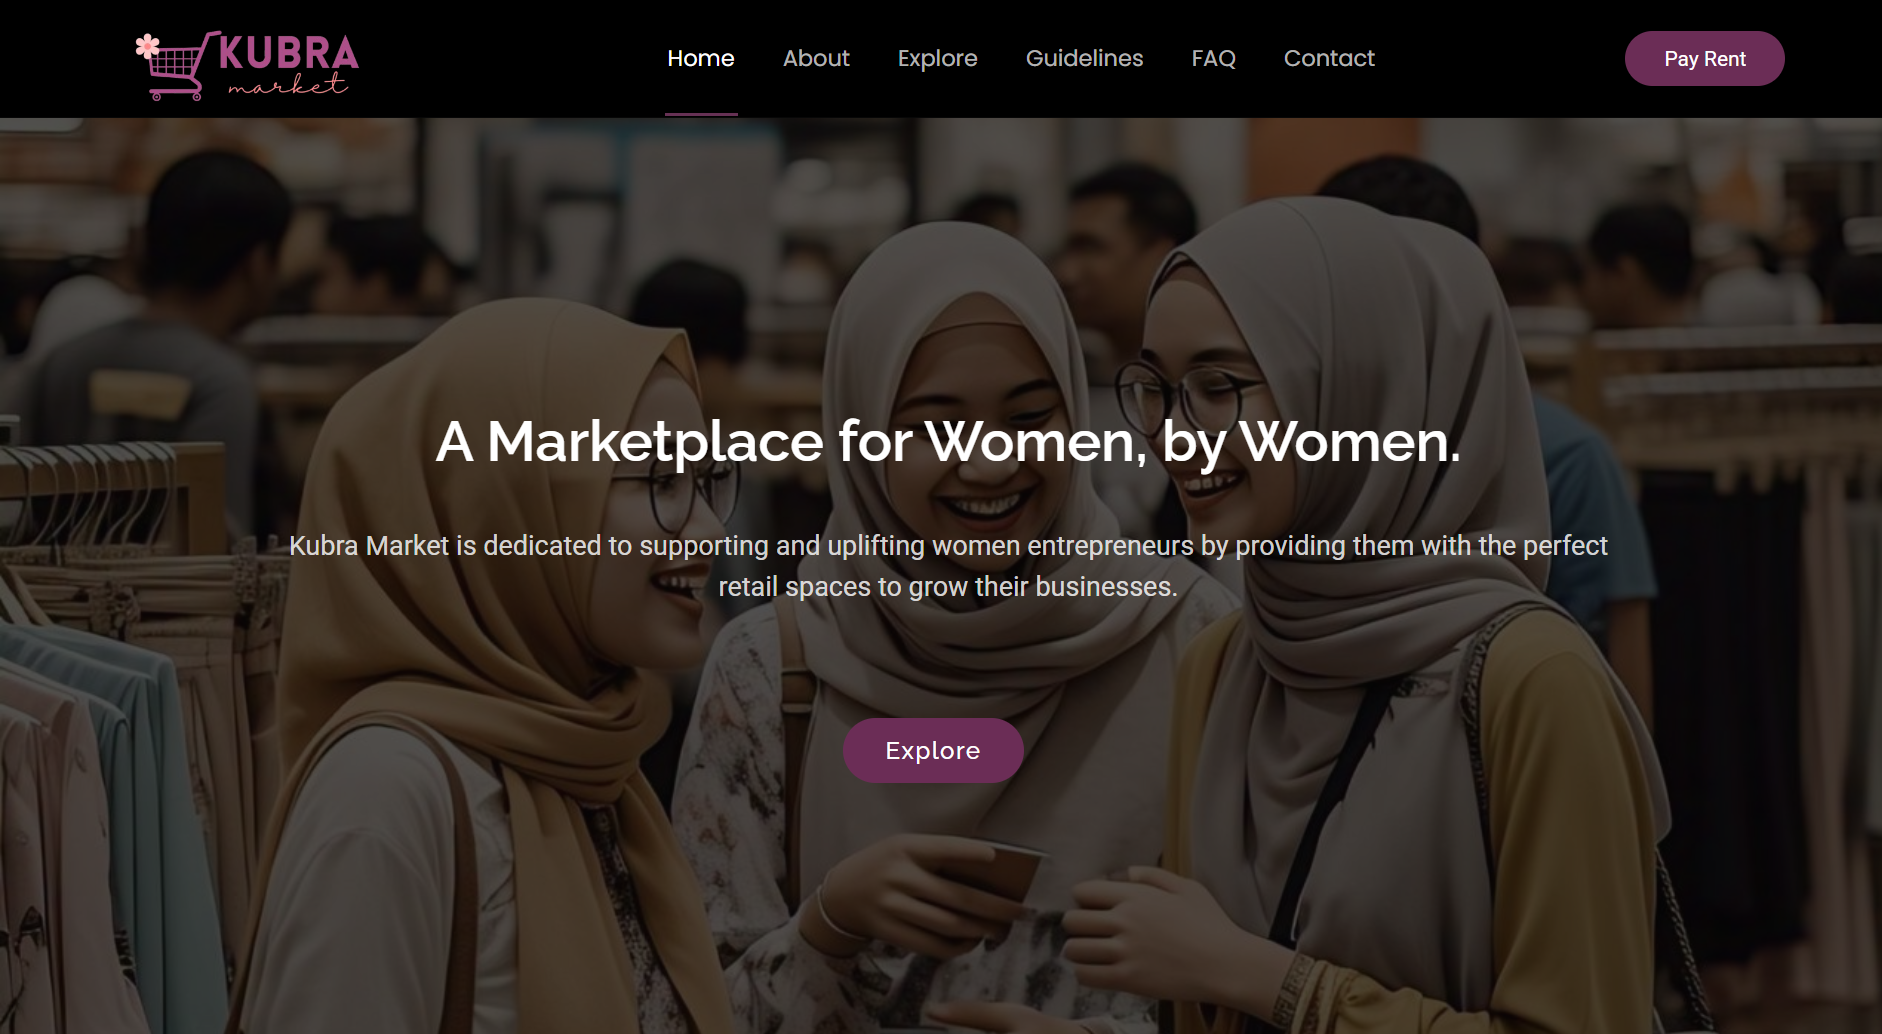 KUBRA
market
Home
About
Explore
Guidelines
FAQ
Contact
Pay Rent
A Marketplace for Women, by Women.
Kubra Market is dedicated to supporting and uplifting women entrepreneurs by providing them with the perfect
retail spaces to grow their businesses.
Explore